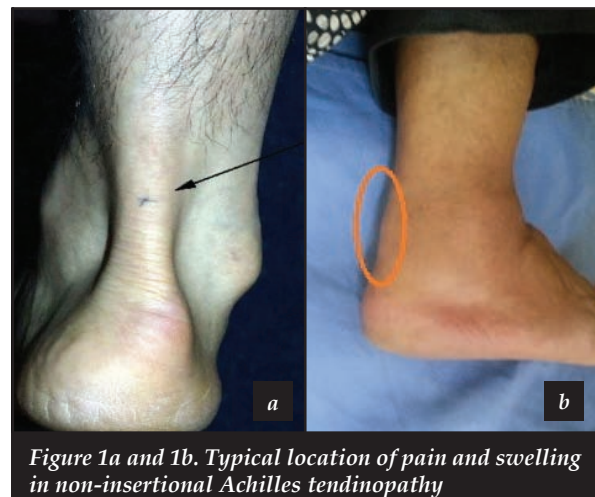 a
b
Figure 1a and 1b. Typical location of pain and swelling
in non-insertional Achilles tendinopathy